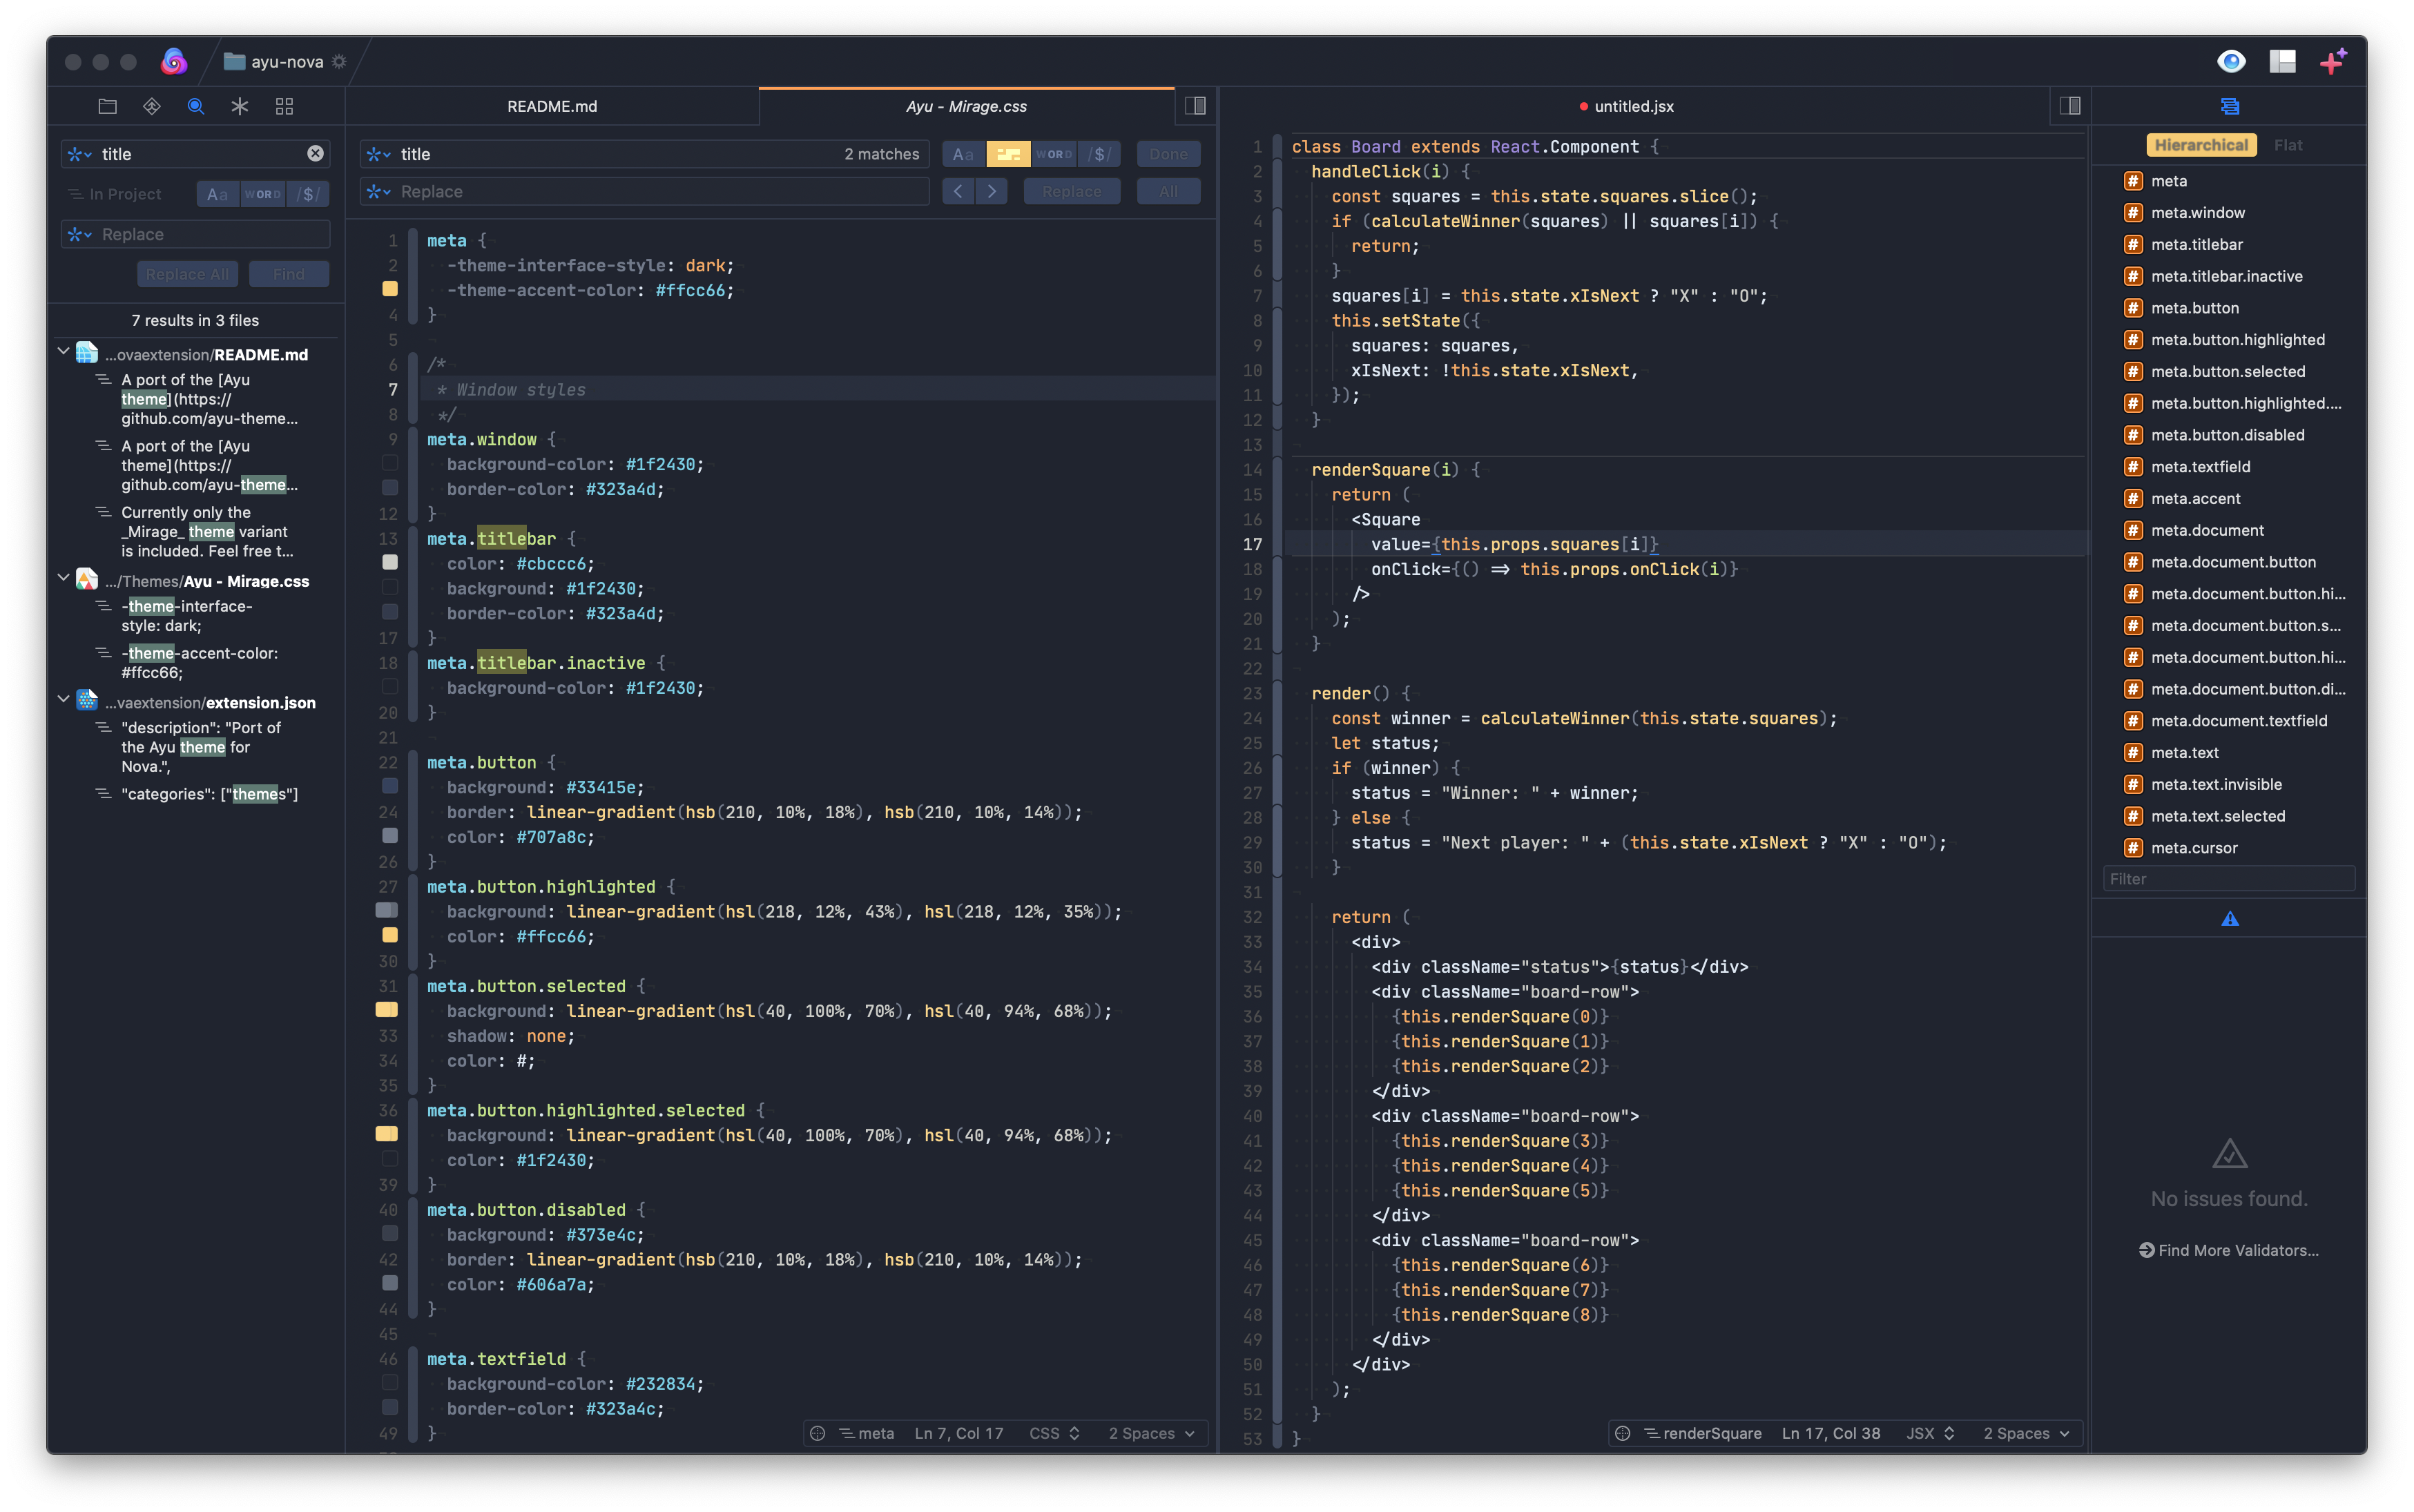 ayu-nova
title
In Project
Aa
WORD
/$/
Replace
Replace All
Find
7 results in 3 files
...ovaextension/README.md
A port of the [Ayu
theme](https://
github.com/ayu-theme...
A port of the [Ayu
theme](https://
github.com/ayu-theme...
Currently only the
_Mirage_ theme variant
is included. Feel free t...
.../Themes/Ayu - Mirage.css
-theme-interface-
style: dark;
-theme-accent-color:
#ffcc66;
...vaextension/extension.json
"description": "Port of
the Ayu theme for
Nova.",
"categories": ["themes"]
README.md
Ayu - Mirage.css
title
2 matches
Aa
WORD
/$/
Done
Replace
Replace
All
1 meta {
2 -theme-interface-style: dark;
-theme-accent-color: #ffcc66;
4 }
5
6 /*
7 * Window styles
8 */
9 meta.window {
background-color: #1f2430;
border-color: #323a4d;
12 }
13 meta.titlebar {
color: #cbccc6;
background: #1f2430;
border-color: #323a4d;
17 }
18 meta.titlebar.inactive {
background-color: #1f2430;
20 }
21
22 meta.button {
background: #33415e;
24 border: linear-gradient(hsb(210, 10%, 18%), hsb(210, 10%, 14%));
color: #707a8c;
26 }
27 meta.button.highlighted {
background: linear-gradient(hsl(218, 12%, 43%), hsl(218, 12%, 35%));
color: #ffcc66;
30 }
31 meta.button.selected {
background: linear-gradient(hsl(40, 100%, 70%), hsl(40, 94%, 68%));
33 shadow: none;
34 color: #;
35 }
36 meta.button.highlighted.selected {
background: linear-gradient(hsl(40, 100%, 70%), hsl(40, 94%, 68%));
color: #1f2430;
39 }
40 meta.button.disabled {
background: #373e4c;
42 border: linear-gradient(hsb(210, 10%, 18%), hsb(210, 10%, 14%));
color: #606a7a;
44 }
45
46 meta.textfield {
background-color: #232834;
border-color: #323a4c;
49 }
meta Ln 7, Col 17 CSS 2 Spaces
untitled.jsx
1 class Board extends React.Component {
2 handleClick(i) {
3 const squares = this.state.squares.slice();
4 if (calculateWinner(squares) || squares[i]) {
5 return;
6 }
7 squares[i] = this.state.xIsNext ? "X" : "O";
8 this.setState({
9 squares: squares,
10 xIsNext: !this.state.xIsNext,
11 });
12 }
13
14 renderSquare(i) {
15 return (
16 <Square
17 value={this.props.squares[i]}
18 onClick={() => this.props.onClick(i)}
19 />
20 );
21 }
22
23 render() {
24 const winner = calculateWinner(this.state.squares);
25 let status;
26 if (winner) {
27 status = "Winner: " + winner;
28 } else {
29 status = "Next player: " + (this.state.xIsNext ? "X" : "O");
30 }
31
32 return (
33 <div>
34 <div className="status">{status}</div>
35 <div className="board-row">
36 {this.renderSquare(0)}
37 {this.renderSquare(1)}
38 {this.renderSquare(2)}
39 </div>
40 <div className="board-row">
41 {this.renderSquare(3)}
42 {this.renderSquare(4)}
43 {this.renderSquare(5)}
44 </div>
45 <div className="board-row">
46 {this.renderSquare(6)}
47 {this.renderSquare(7)}
48 {this.renderSquare(8)}
49 </div>
50 </div>
51 );
52 }
53 }
renderSquare Ln 17, Col 38 JSX 2 Spaces
Hierarchical
Flat
# meta
# meta.window
# meta.titlebar
# meta.titlebar.inactive
# meta.button
# meta.button.highlighted
# meta.button.selected
# meta.button.highlighted....
# meta.button.disabled
# meta.textfield
# meta.accent
# meta.document
# meta.document.button
# meta.document.button.hi...
# meta.document.button.s...
# meta.document.button.hi...
# meta.document.button.di...
# meta.document.textfield
# meta.text
# meta.text.invisible
# meta.text.selected
# meta.cursor
Filter
No issues found.
Find More Validators...